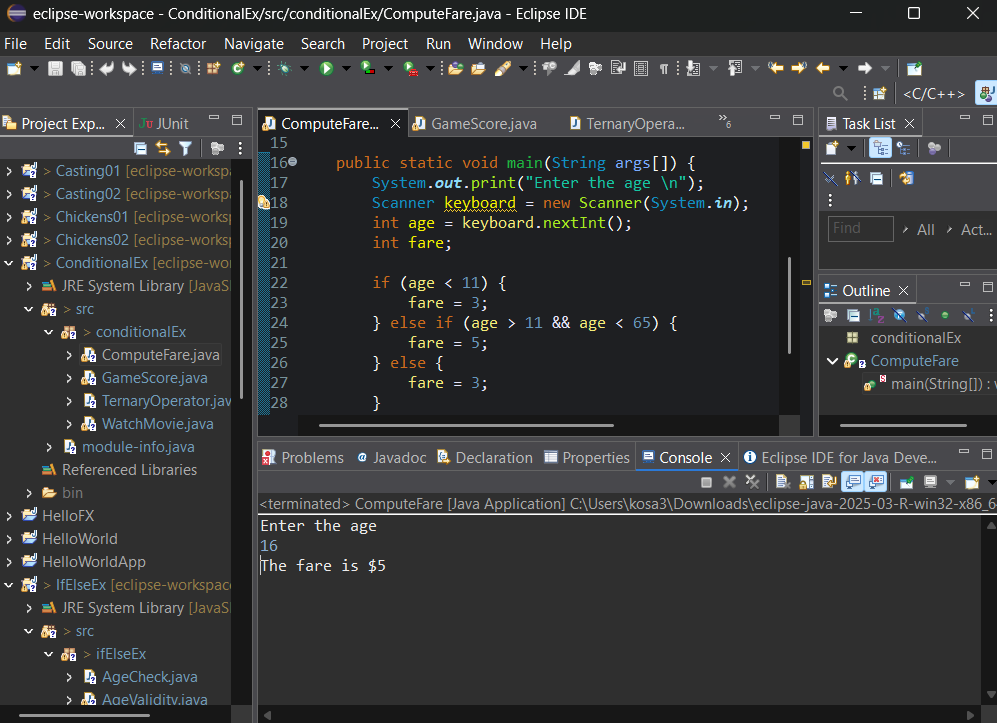 eclipse-workspace - ConditionalEx/src/conditionalEx/ComputeFare.java - Eclipse IDE
File Edit Source Refactor Navigate Search Project Run Window Help
<C/C++>
Project Exp...
JUnit
> Casting01 [eclipse-worksp
> Casting02 [eclipse-worksp
> Chickens01 [eclipse-works
> Chickens02 [eclipse-works
> ConditionalEx [eclipse-wo
JRE System Library [JavaS
> src
> conditionalEx
ComputeFare.java
GameScore.java
TernaryOperator.jav
WatchMovie.java
module-info.java
Referenced Libraries
bin
HelloFX
HelloWorld
HelloWorldApp
> IfElseEx [eclipse-workspac
JRE System Library [JavaS
> src
> ifElseEx
AgeCheck.java
AgeValidity.java
ComputeFare...
GameScore.java
TernaryOpera...
»6
15
16 public static void main(String args[]) {
17 System.out.print("Enter the age \n");
18 Scanner keyboard = new Scanner(System.in);
19 int age = keyboard.nextInt();
20 int fare;
21
22 if (age < 11) {
23 fare = 3;
24 } else if (age > 11 && age < 65) {
25 fare = 5;
26 } else {
27 fare = 3;
28 }
Task List
Find
All
Act...
Outline
conditionalEx
ComputeFare
main(String[]) : v
Problems
Javadoc
Declaration
Properties
Console
Eclipse IDE for Java Deve...
<terminated> ComputeFare [Java Application] C:\Users\kosa3\Downloads\eclipse-java-2025-03-R-win32-x86_6
Enter the age
16
The fare is $5